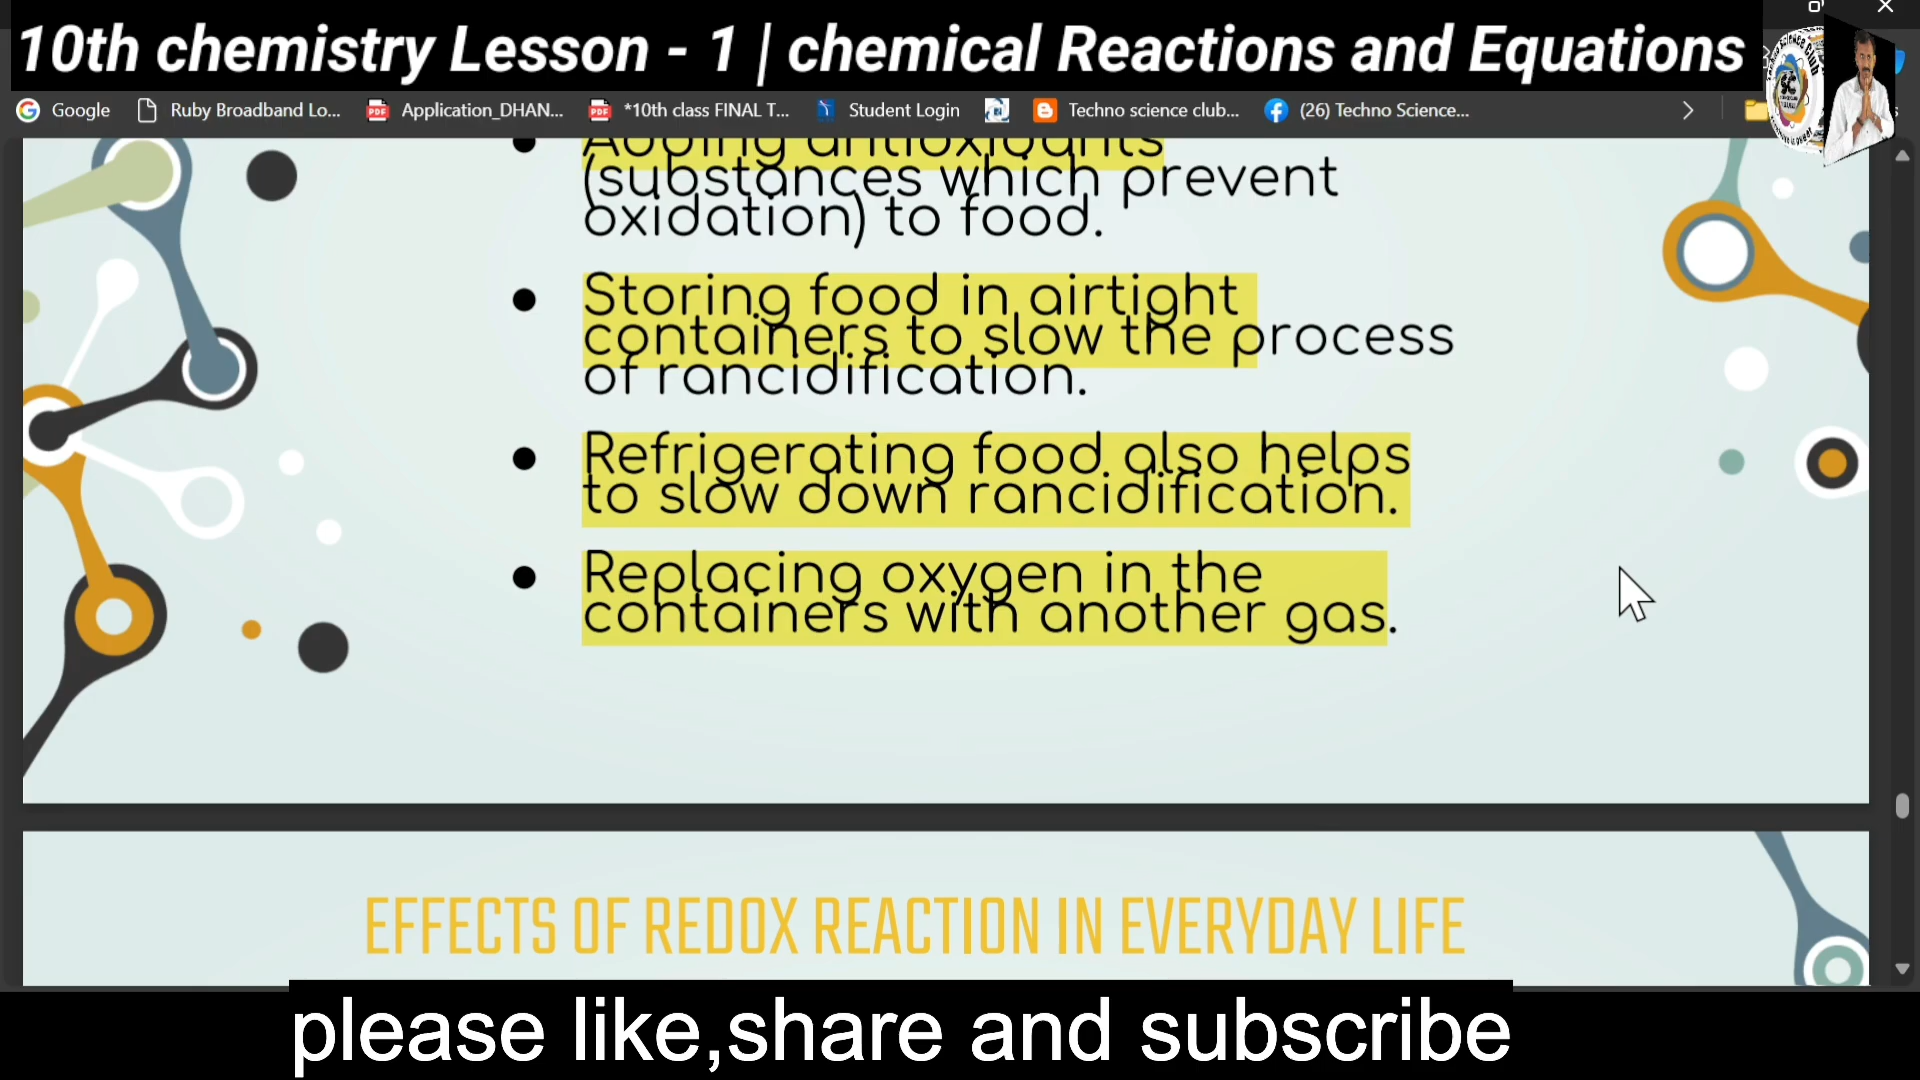 10th chemistry Lesson - 1 | chemical Reactions and Equations
Google
Ruby Broadband Lo...
Application_DHAN...
*10th class FINAL T...
Student Login
Techno science club...
(26) Techno Science...
Adding antioxidants
(substances which prevent
oxidation) to food.
Storing food in airtight
containers to slow the process
of rancidification.
Refrigerating food also helps
to slow down rancidification.
Replacing oxygen in the
containers with another gas.
EFFECTS OF REDOX REACTION IN EVERYDAY LIFE
please like,share and subscribe